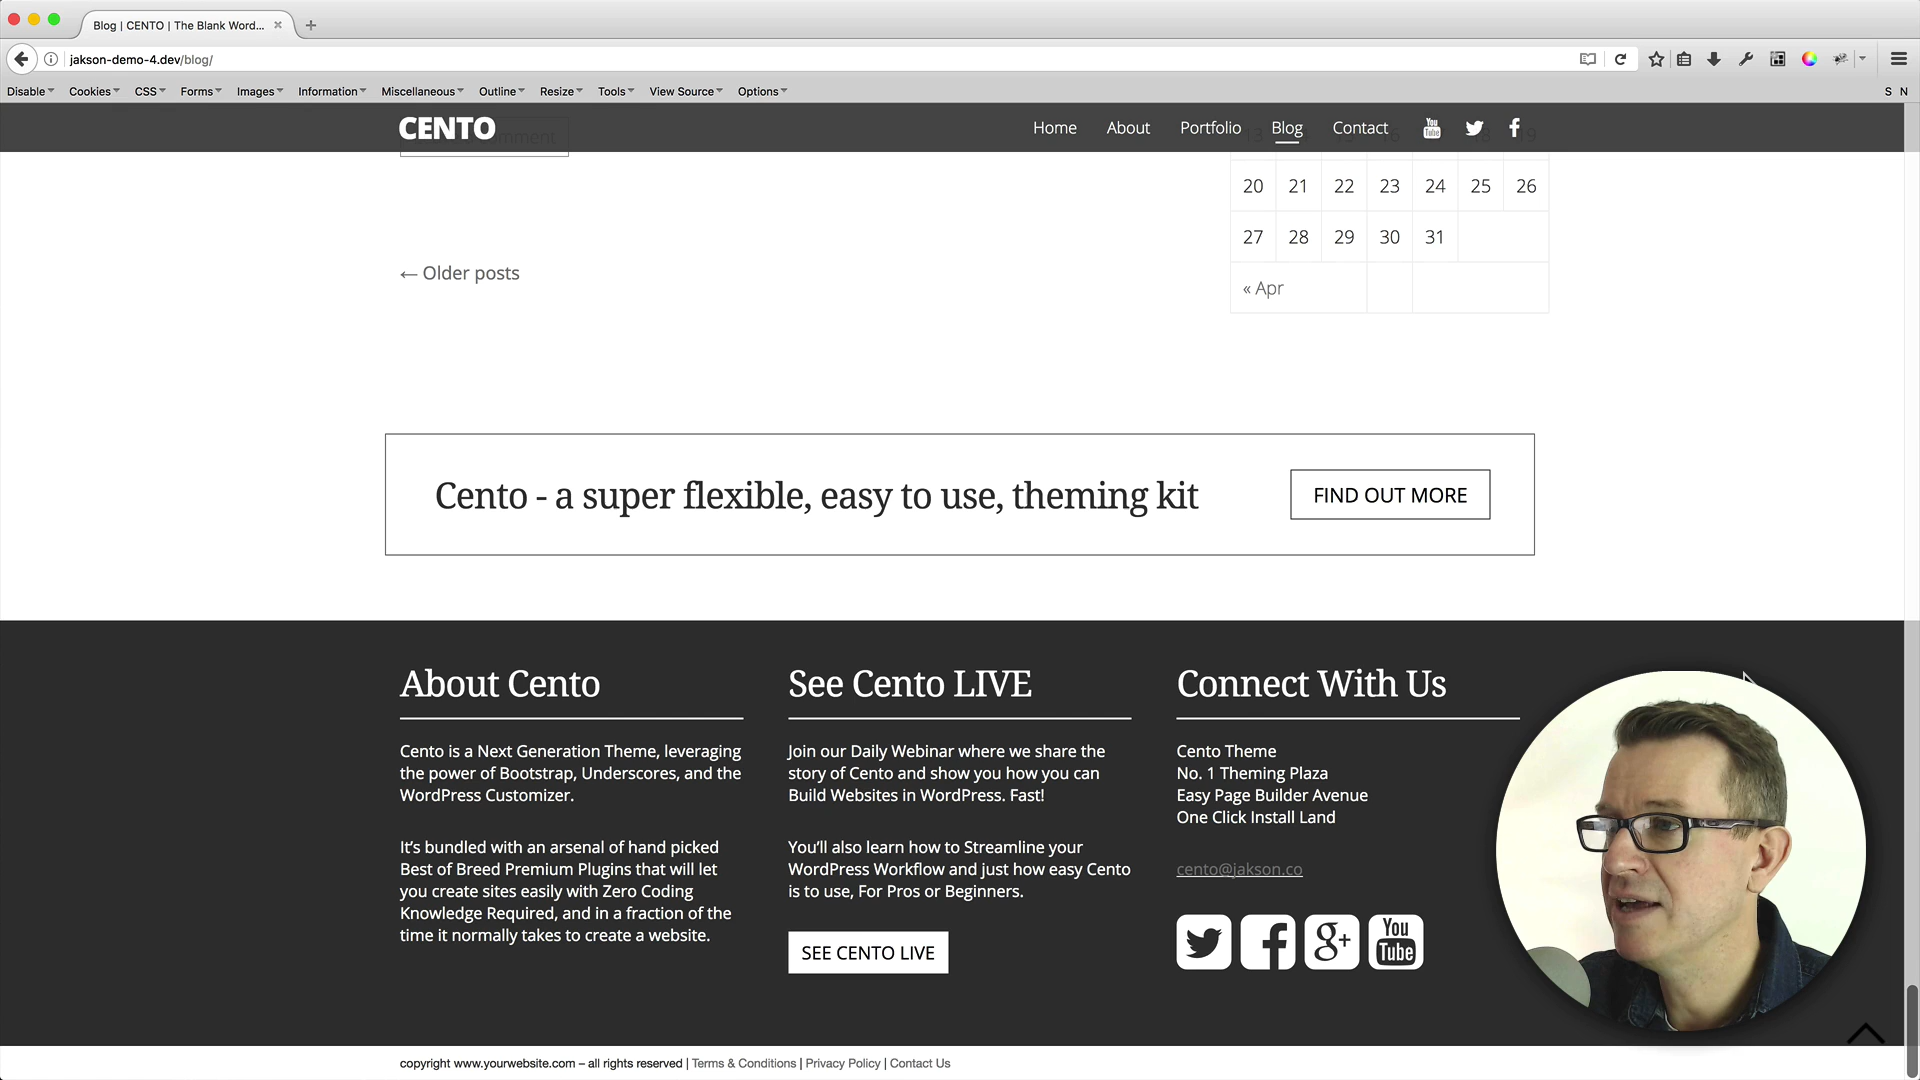 Blog | CENTO | The Blank Word...
jakson-demo-4.dev/blog/
Disable Cookies CSS Forms Images Information Miscellaneous Outline Resize Tools View Source Options S N
CENTO Home About Portfolio Blog Contact You Tube
20 21 22 23 24 25 26
27 28 29 30 31
« Apr
← Older posts
Cento - a super flexible, easy to use, theming kit
FIND OUT MORE
About Cento
Cento is a Next Generation Theme, leveraging
the power of Bootstrap, Underscores, and the
WordPress Customizer.
It's bundled with an arsenal of hand picked
Best of Breed Premium Plugins that will let
you create sites easily with Zero Coding
Knowledge Required, and in a fraction of the
time it normally takes to create a website.
See Cento LIVE
Join our Daily Webinar where we share the
story of Cento and show you how you can
Build Websites in WordPress. Fast!
You'll also learn how to Streamline your
WordPress Workflow and just how easy Cento
is to use, For Pros or Beginners.
SEE CENTO LIVE
Connect With Us
Cento Theme
No. 1 Theming Plaza
Easy Page Builder Avenue
One Click Install Land
cento@jakson.co
g+ You Tube
copyright www.yourwebsite.com – all rights reserved | Terms & Conditions | Privacy Policy | Contact Us